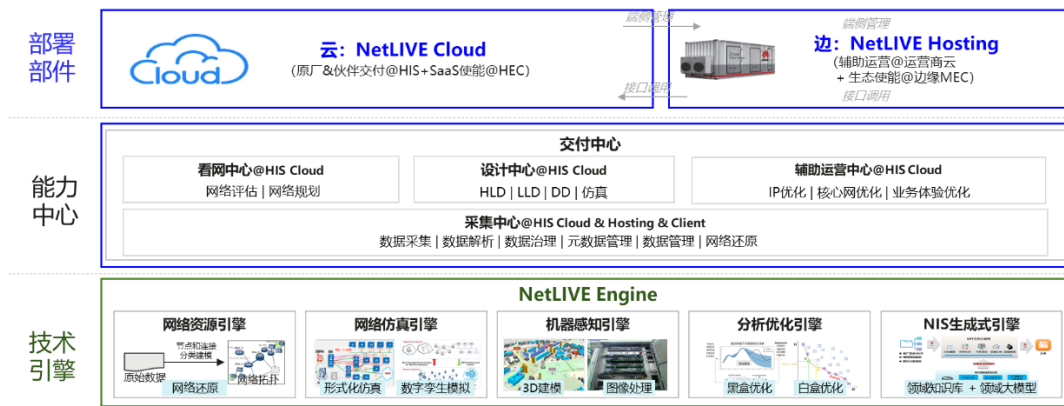 部署
部件
Cloud
云：NetLIVE Cloud
(原厂&伙伴交付@HIS+SaaS使能@HEC)
端侧管理
接口调用
边：NetLIVE Hosting
(辅助运营@运营商云
+ 生态使能@边缘MEC)
端侧管理
接口调用
能力
中心
交付中心
看网中心@HIS Cloud
网络评估 | 网络规划
设计中心@HIS Cloud
HLD | LLD | DD | 仿真
辅助运营中心@HIS Cloud
IP优化 | 核心网优化 | 业务体验优化
采集中心@HIS Cloud & Hosting & Client
数据采集 | 数据解析 | 数据治理 | 元数据管理 | 数据管理 | 网络还原
技术
引擎
NetLIVE Engine
网络资源引擎
节点和连接
分类建模
原始数据
网络拓扑
网络还原
网络仿真引擎
形式化仿真
数字孪生模拟
机器感知引擎
3D建模
图像处理
分析优化引擎
黑盒优化
白盒优化
NIS生成式引擎
领域知识库 + 领域大模型